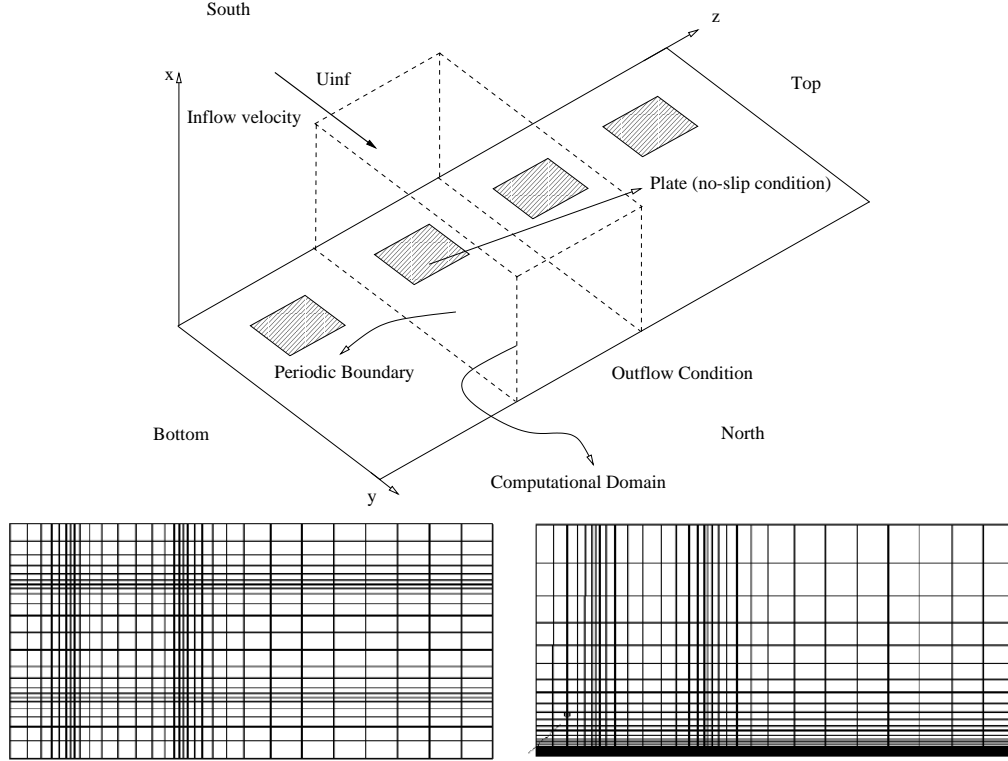 South
z
x
Uinf
Top
Inflow velocity
Plate (no-slip condition)
Periodic Boundary
Outflow Condition
Bottom
North
Computational Domain
y